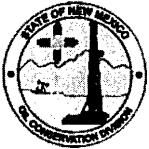 STATE OF NEW MEXICO
OIL CONSERVATION DIVISION